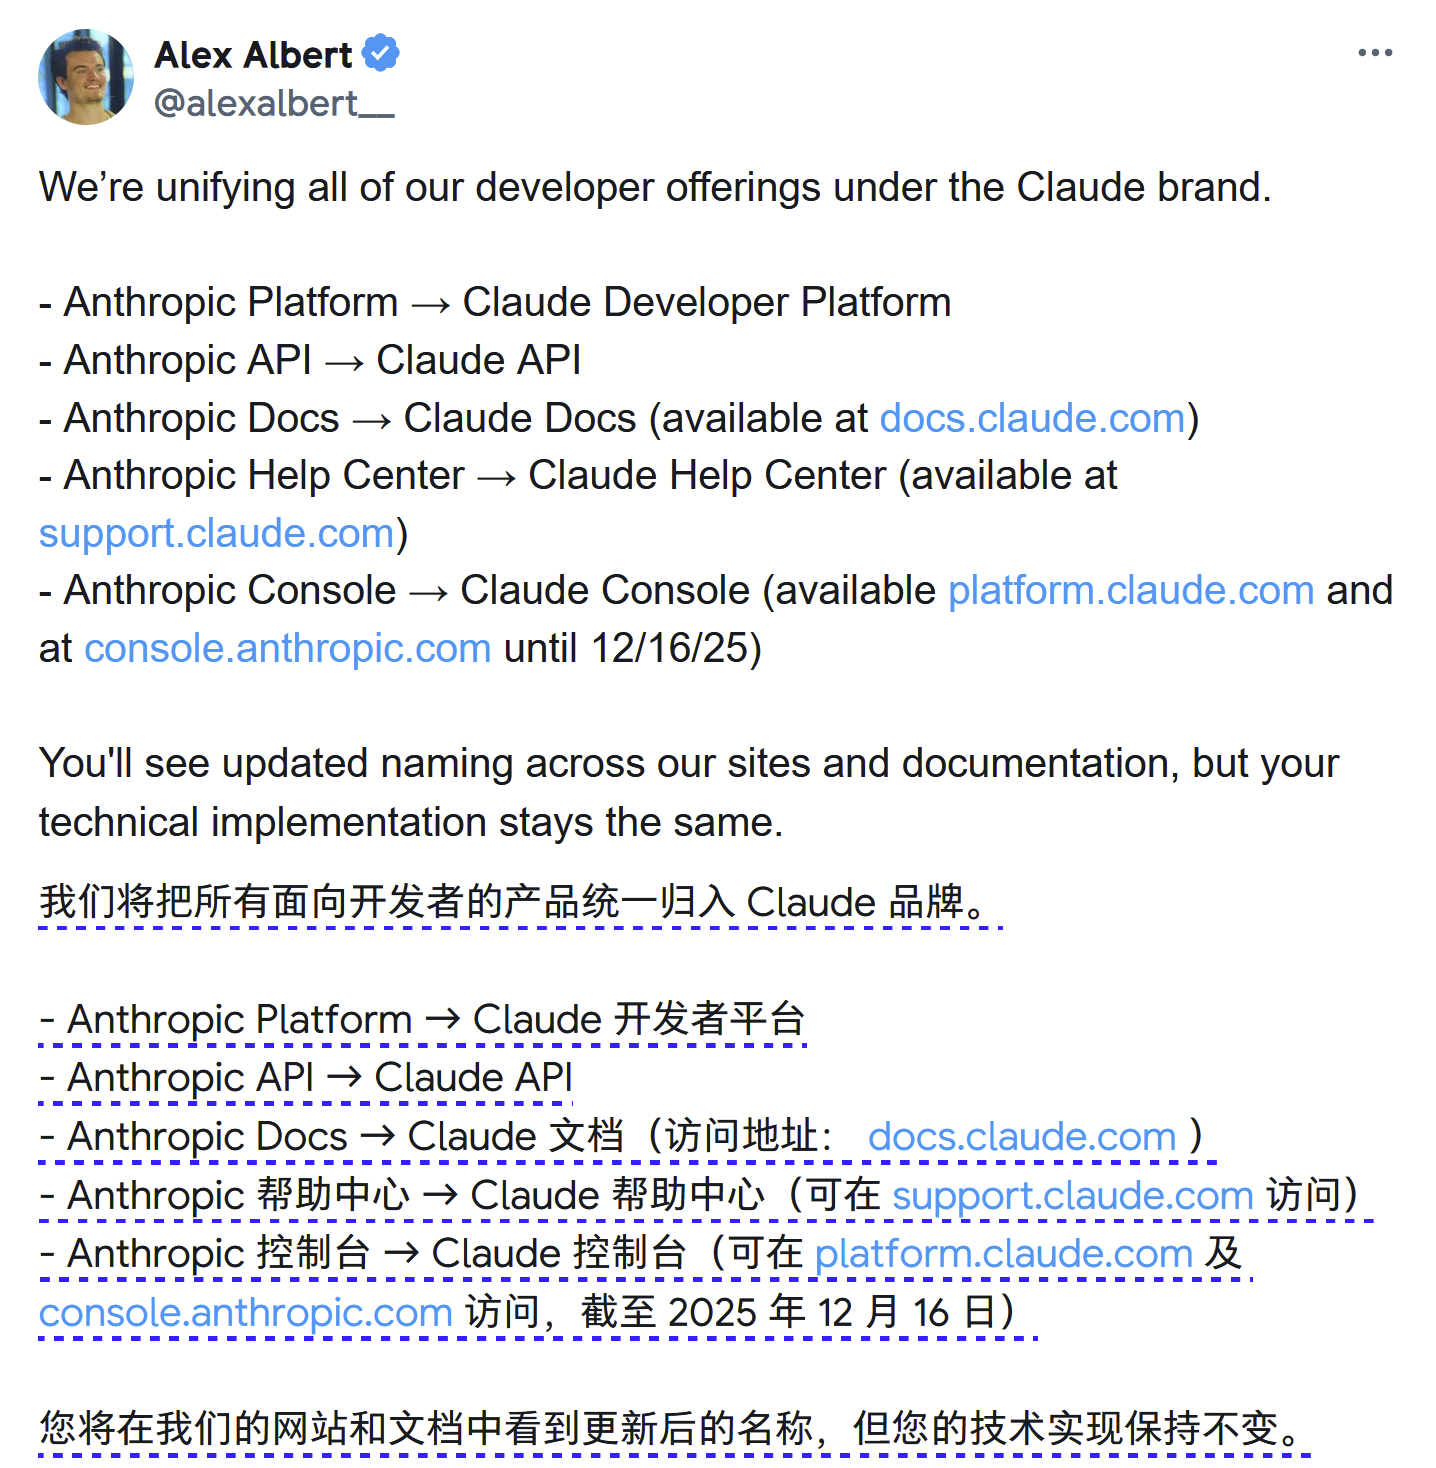 Alex Albert
@alexalbert__
We’re unifying all of our developer offerings under the Claude brand.
- Anthropic Platform → Claude Developer Platform
- Anthropic API → Claude API
- Anthropic Docs → Claude Docs (available at docs.claude.com)
- Anthropic Help Center → Claude Help Center (available at
support.claude.com)
- Anthropic Console → Claude Console (available platform.claude.com and
at console.anthropic.com until 12/16/25)
You'll see updated naming across our sites and documentation, but your
technical implementation stays the same.
我们将把所有面向开发者的产品统一归入 Claude 品牌。
- Anthropic Platform → Claude 开发者平台
- Anthropic API → Claude API
- Anthropic Docs → Claude 文档（访问地址： docs.claude.com ）
- Anthropic 帮助中心 → Claude 帮助中心（可在 support.claude.com 访问）
- Anthropic 控制台 → Claude 控制台（可在 platform.claude.com 及
console.anthropic.com 访问，截至 2025 年 12 月 16 日）
您将在我们的网站和文档中看到更新后的名称，但您的技术实现保持不变。